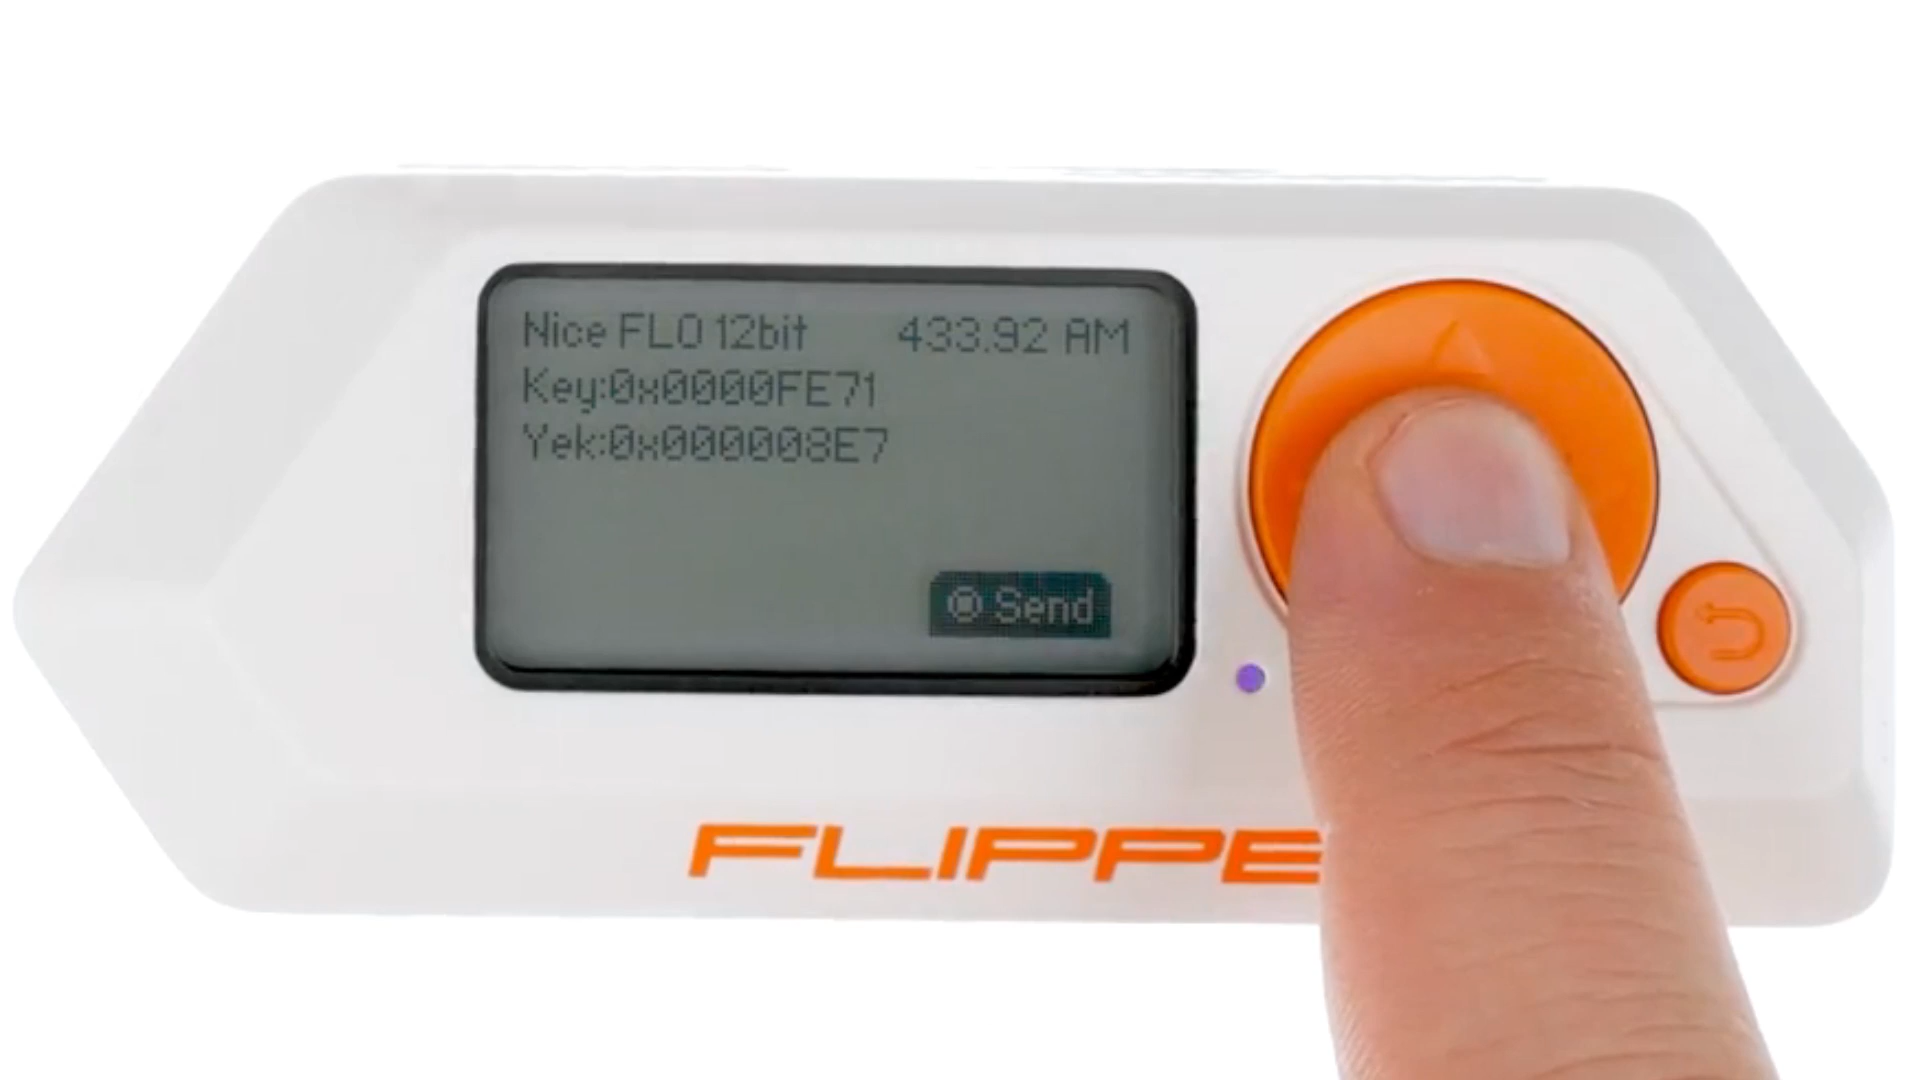 Nice FLO 12bit 433.92 AM
Key:0x0000FE71
Yek:0x000008E7
Send
FLIPPE